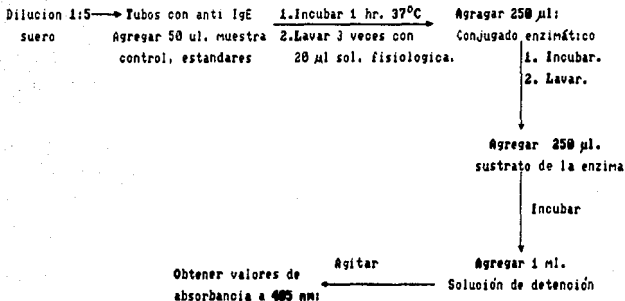 Dilucion 1:5
suero
Tubos con anti IgE
Agregar 50 ul. muestra
control, estandares
1.Incubar 1 hr. 37ºC
2.Lavar 3 veces con
20 µl sol. fisiologica.
Agragar 250 µl:
Conjugado enzimático
1. Incubar.
2. Lavar.
Agregar 250 µl.
sustrato de la enzima
Incubar
Agregar 1 ml.
Solución de detención
Agitar
Obtener valores de
absorbancia a 405 nm: